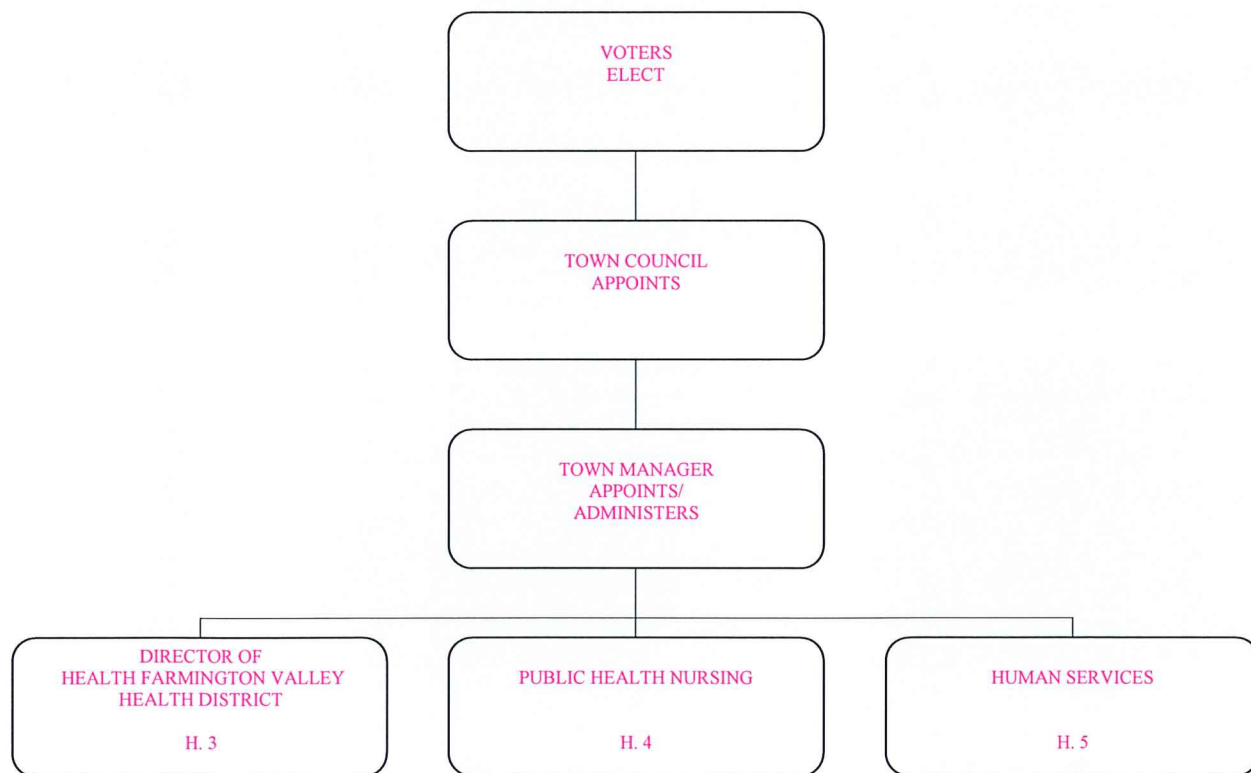 VOTERS
ELECT
TOWN COUNCIL
APPOINTS
TOWN MANAGER
APPOINTS/
ADMINISTERS
DIRECTOR OF
HEALTH FARMINGTON VALLEY
HEALTH DISTRICT
H. 3
PUBLIC HEALTH NURSING
H. 4
HUMAN SERVICES
H. 5